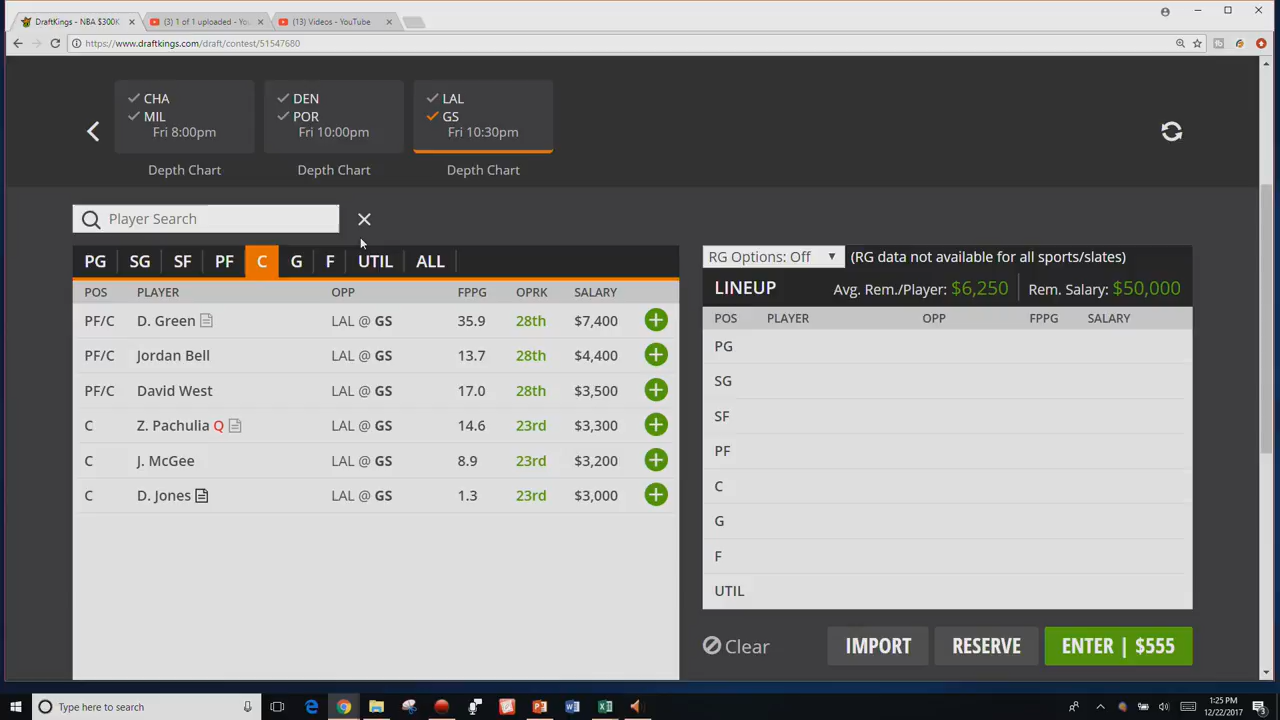 DraftKings - NBA $300K
(3) 1 of 1 uploaded - You
(13) Videos - YouTube
https://www.draftkings.com/draft/contest/51547680
CHA
MIL
Fri 8:00pm
DEN
POR
Fri 10:00pm
LAL
GS
Fri 10:30pm
Depth Chart
Depth Chart
Depth Chart
Player Search
PG SG SF PF C G F UTIL ALL
POS PLAYER OPP FPPG OPRK SALARY
PF/C D. Green LAL @ GS 35.9 28th $7,400
PF/C Jordan Bell LAL @ GS 13.7 28th $4,400
PF/C David West LAL @ GS 17.0 28th $3,500
C Z. Pachulia Q LAL @ GS 14.6 23rd $3,300
C J. McGee LAL @ GS 8.9 23rd $3,200
C D. Jones LAL @ GS 1.3 23rd $3,000
RG Options: Off (RG data not available for all sports/slates)
LINEUP Avg. Rem./Player: $6,250 Rem. Salary: $50,000
POS PLAYER OPP FPPG SALARY
PG
SG
SF
PF
C
G
F
UTIL
Clear IMPORT RESERVE ENTER | $555
Type here to search
1:25 PM
12/22/2017